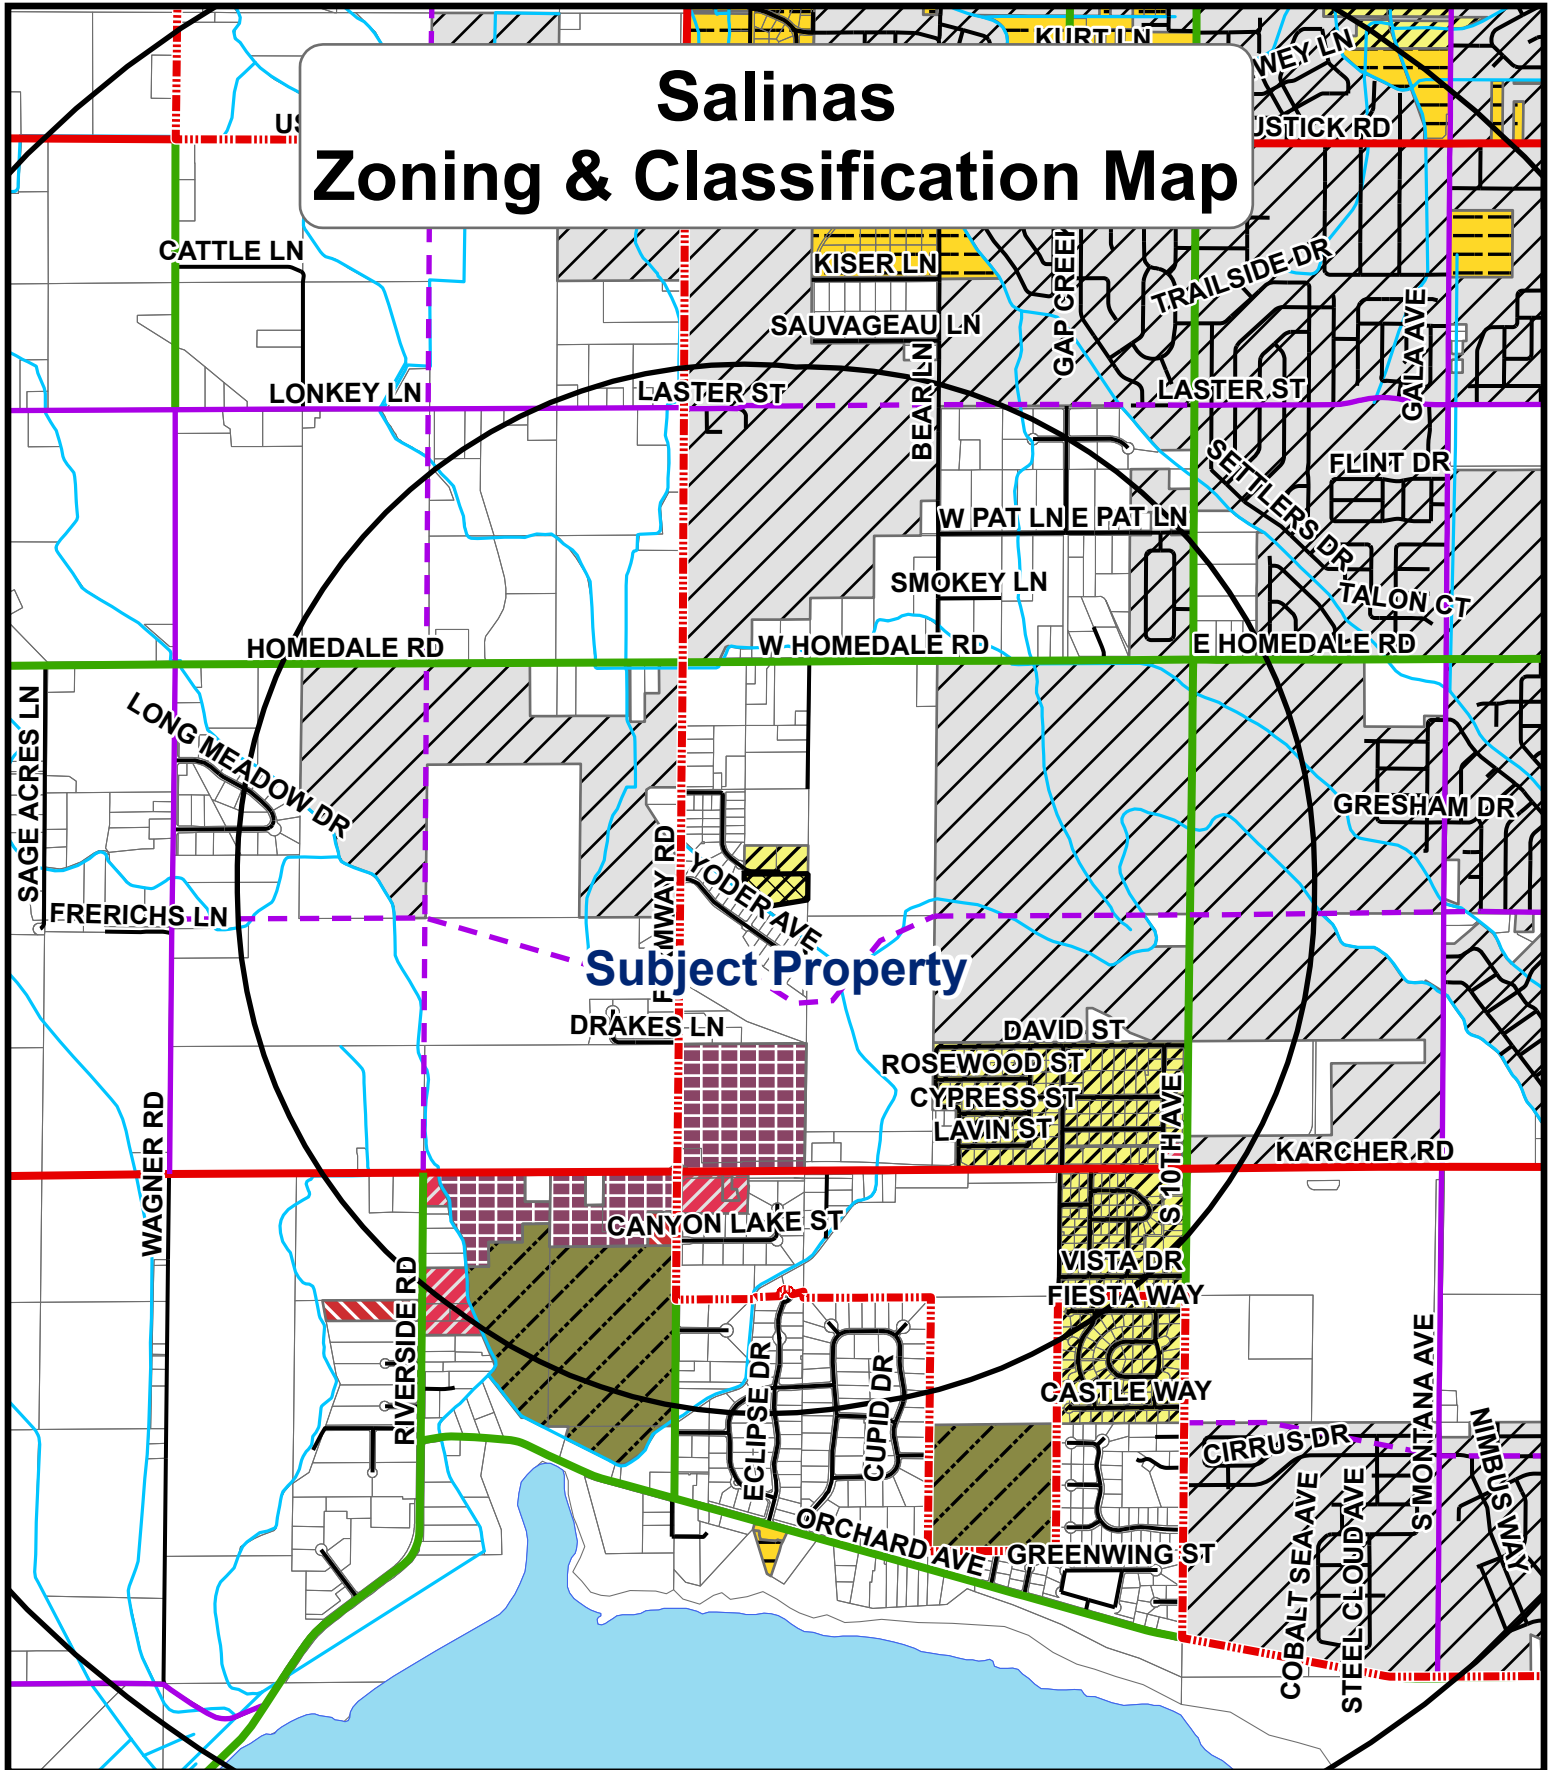 KURT LN
WEY LN
Salinas
Zoning & Classification Map
US
USTICK RD
CATTLE LN
KISER LN
TRAILSIDE DR
GAP CREEK
SAUVAGEAU LN
GALA AVE
LONKEY LN
LASTER ST
LASTER ST
BEAR LN
SETTLERS DR
FLINT DR
W PAT LN
E PAT LN
SMOKEY LN
TALON CT
HOMEDALE RD
W HOMEDALE RD
E HOMEDALE RD
SAGE ACRES LN
LONG MEADOW DR
GRESHAM DR
FARMWAY RD
YODER AVE
FRERICHS LN
Subject Property
DRAKES LN
DAVID ST
ROSEWOOD ST
CYPRESS ST
LAVIN ST
S 10TH AVE
WAGNER RD
KARCHER RD
CANYON LAKE ST
RIVERSIDE RD
VISTA DR
FIESTA WAY
ECLIPSE DR
CUPID DR
CASTLE WAY
S MONTANA AVE
CIRRUS DR
NIMBUS WAY
ORCHARD AVE
GREENWING ST
COBALT SEA AVE
STEEL CLOUD AVE